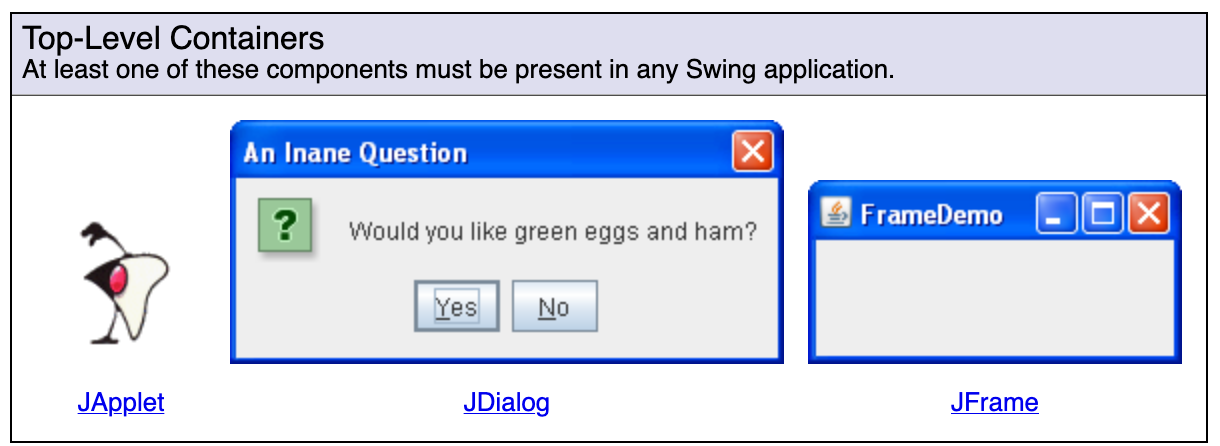 Top-Level Containers
At least one of these components must be present in any Swing application.
An Inane Question
?
Would you like green eggs and ham?
Yes No
FrameDemo
JApplet JDialog JFrame